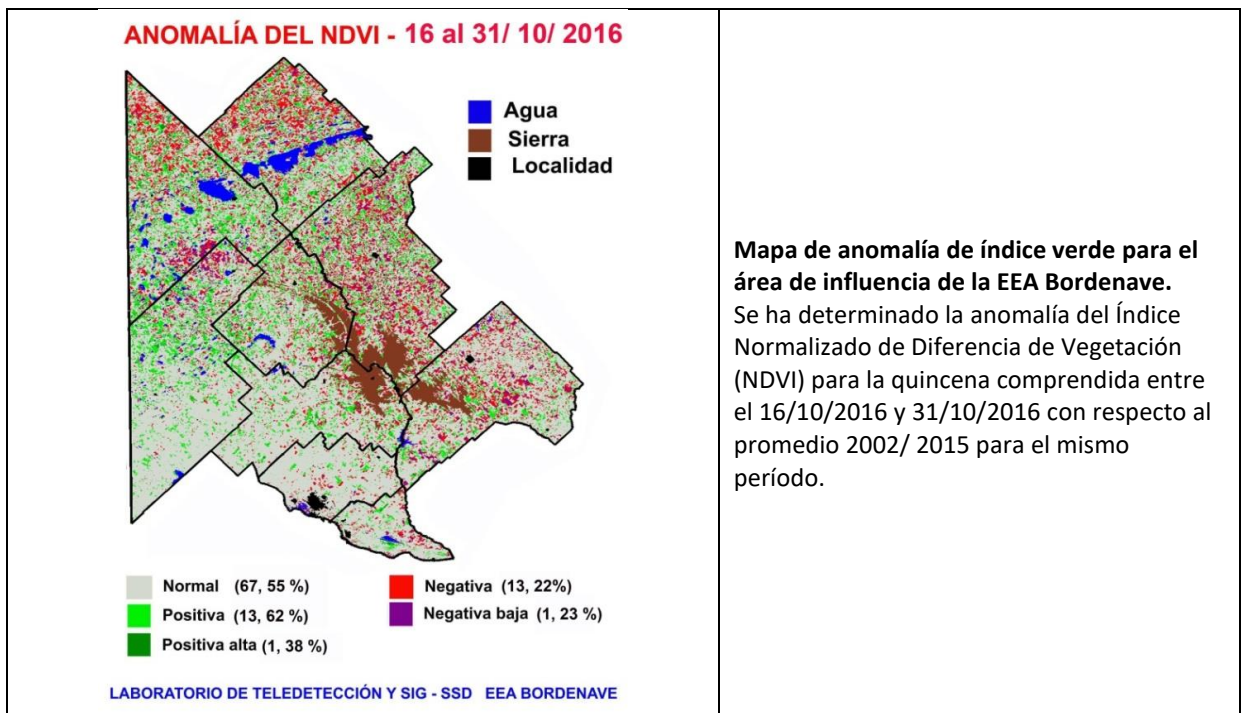 ANOMALÍA DEL NDVI - 16 al 31/ 10/ 2016
Agua
Sierra
Localidad
Normal (67, 55 %)
Positiva (13, 62 %)
Positiva alta (1, 38 %)
Negativa (13, 22%)
Negativa baja (1, 23 %)
LABORATORIO DE TELEDETECCIÓN Y SIG - SSD EEA BORDENAVE
Mapa de anomalía de índice verde para el
área de influencia de la EEA Bordenave.
Se ha determinado la anomalía del Índice
Normalizado de Diferencia de Vegetación
(NDVI) para la quincena comprendida entre
el 16/10/2016 y 31/10/2016 con respecto al
promedio 2002/ 2015 para el mismo
período.